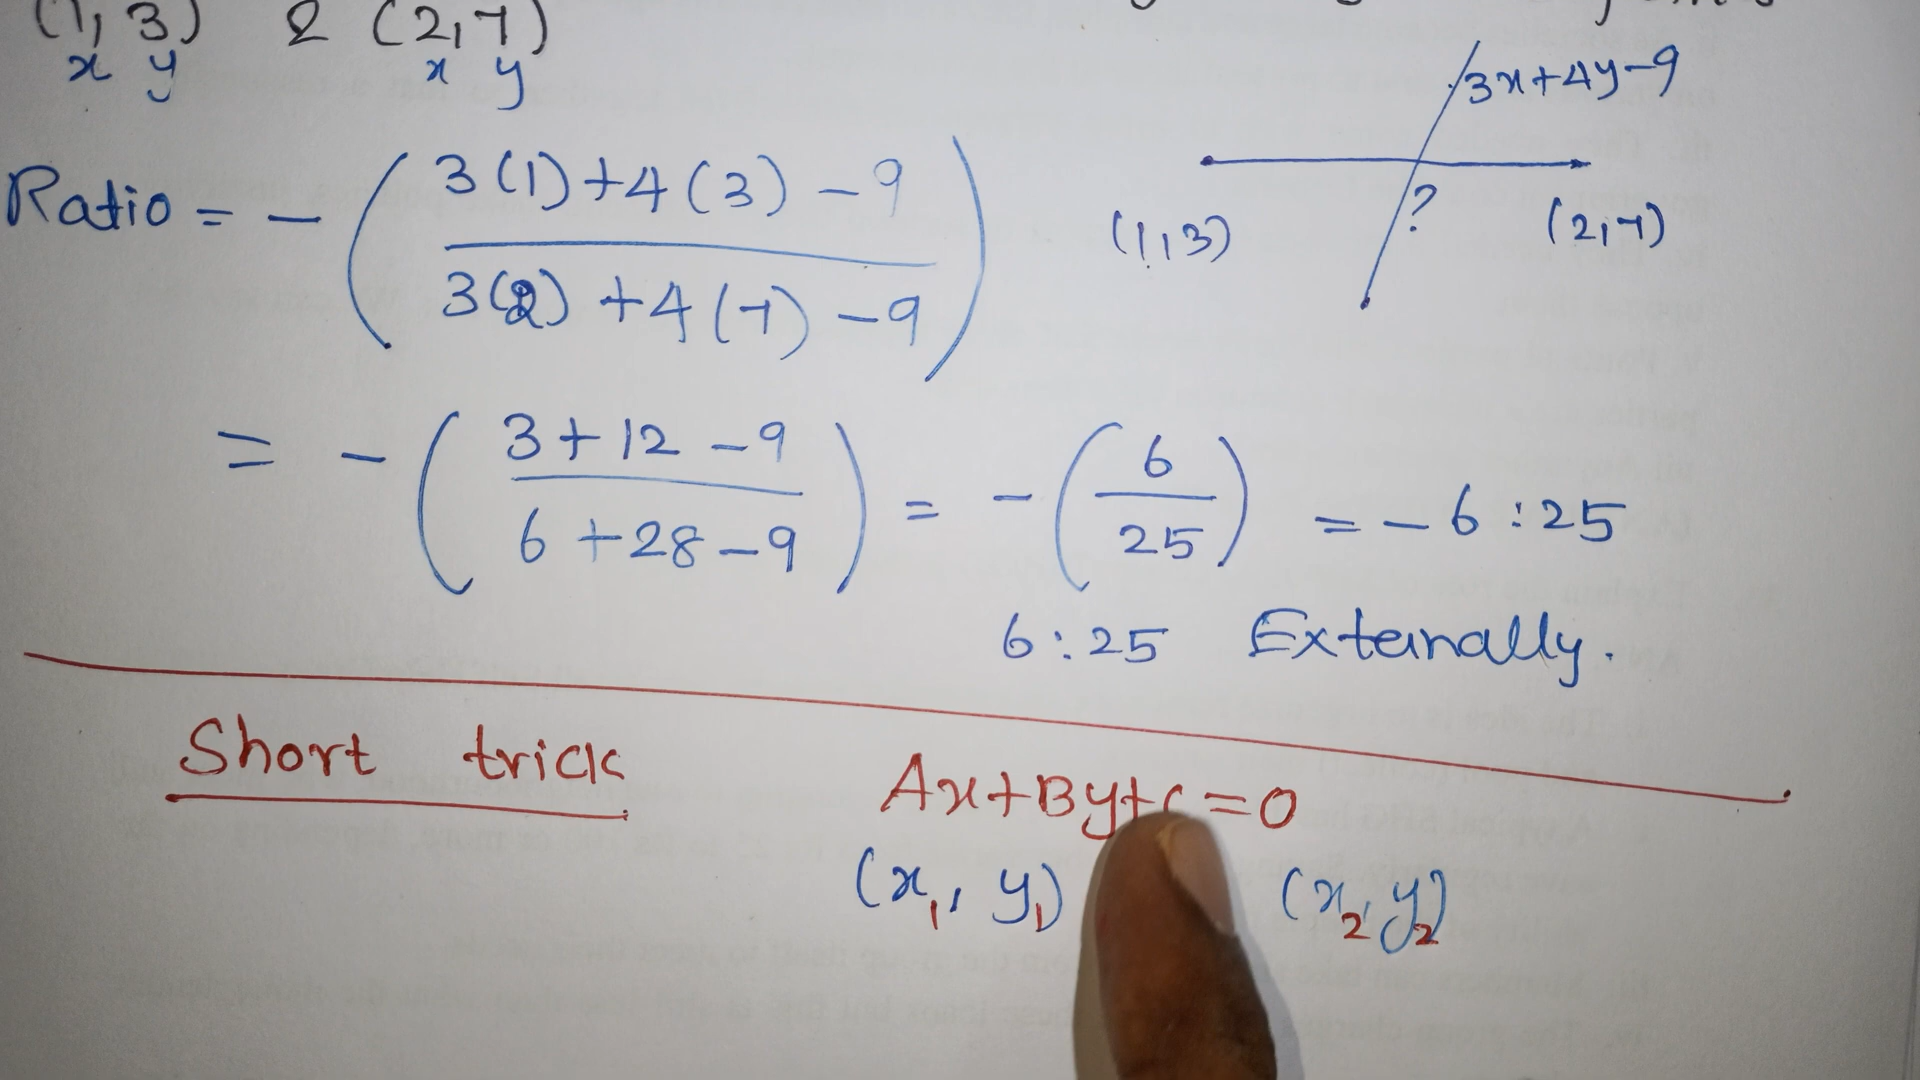 (1, 3) & (2, 7)
x y x y
3x+4y-9
Ratio = - ( 3(1)+4(3) -9 / 3(2) +4(7) -9 )
(1,3) ? (2,7)
= - ( 3+12-9 / 6+28-9 ) = - ( 6 / 25 ) = - 6 : 25
6 : 25 Externally.
Short trick
Ax+By+c=0
(x1, y1) (x2, y2)